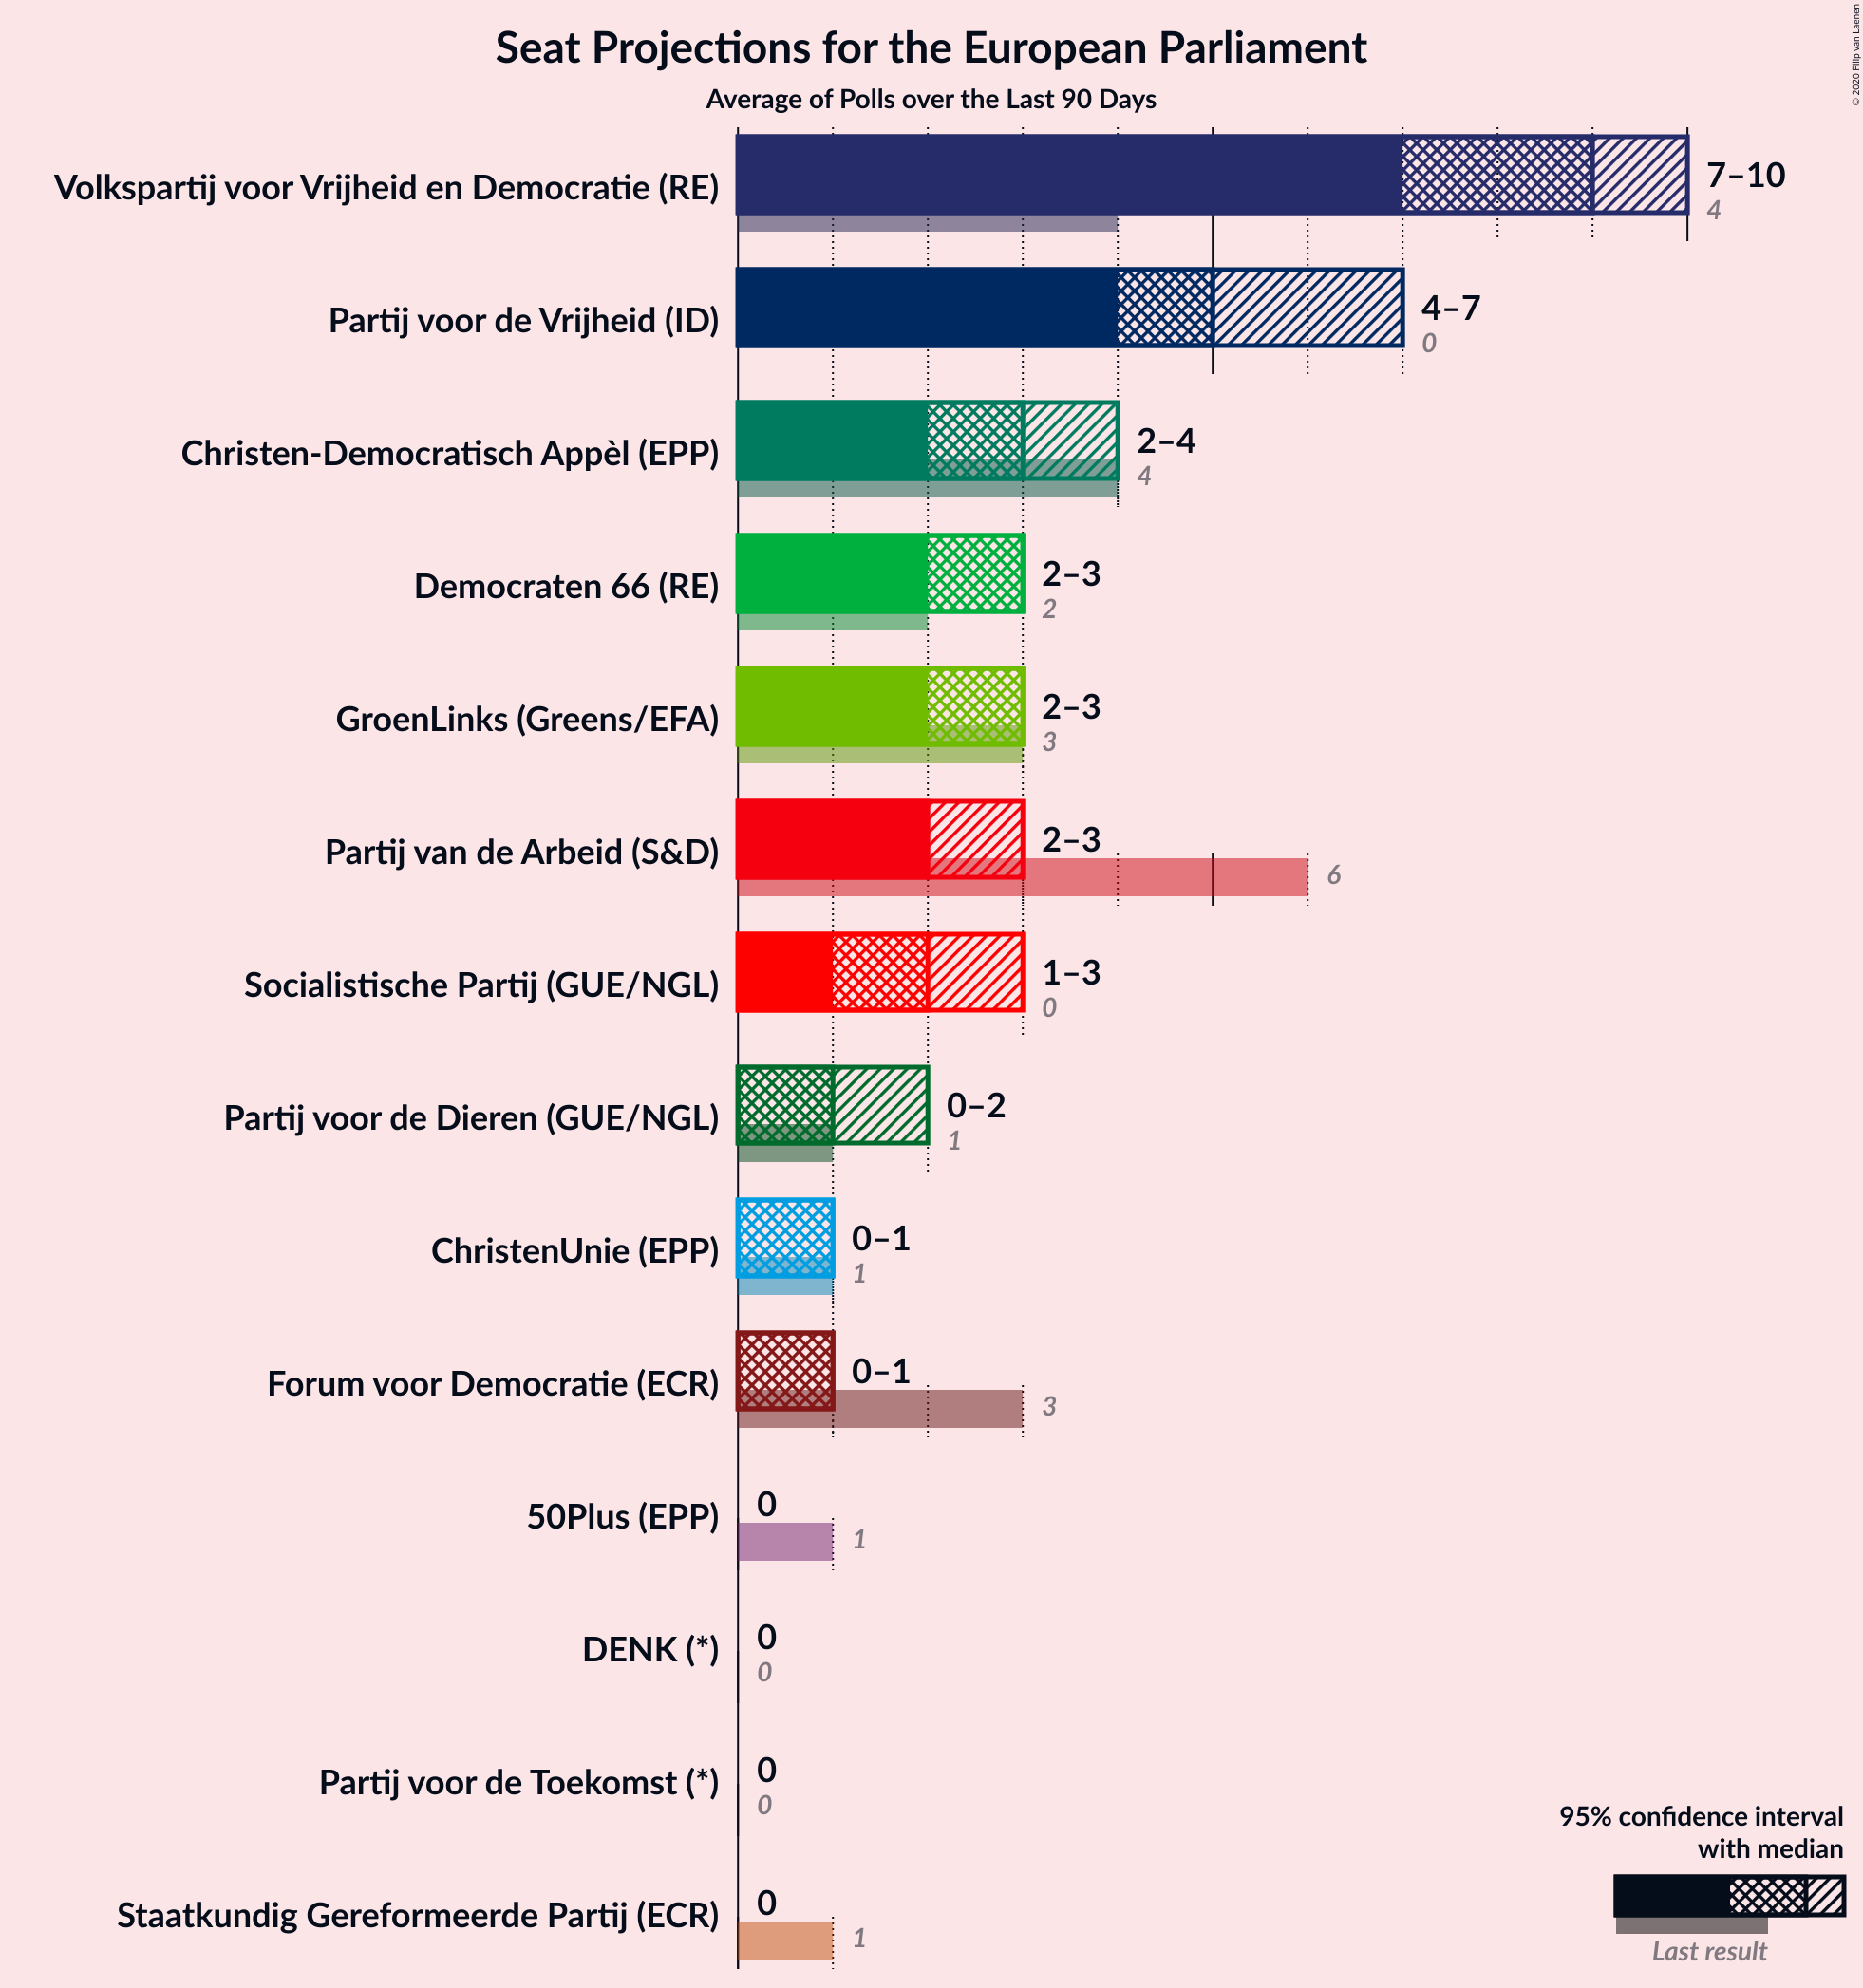 Seat Projections for the European Parliament
Average of Polls over the Last 90 Days
© 2020 Filip van Laenen
Volkspartij voor Vrijheid en Democratie (RE)
7–10
4
Partij voor de Vrijheid (ID)
4–7
0
Christen-Democratisch Appèl (EPP)
2–4
4
Democraten 66 (RE)
2–3
2
GroenLinks (Greens/EFA)
2–3
3
Partij van de Arbeid (S&D)
2–3
6
Socialistische Partij (GUE/NGL)
1–3
0
Partij voor de Dieren (GUE/NGL)
0–2
1
ChristenUnie (EPP)
0–1
1
Forum voor Democratie (ECR)
0–1
3
50Plus (EPP)
0
1
DENK (*)
0
0
Partij voor de Toekomst (*)
0
0
Staatkundig Gereformeerde Partij (ECR)
0
1
95% confidence interval
with median
Last result